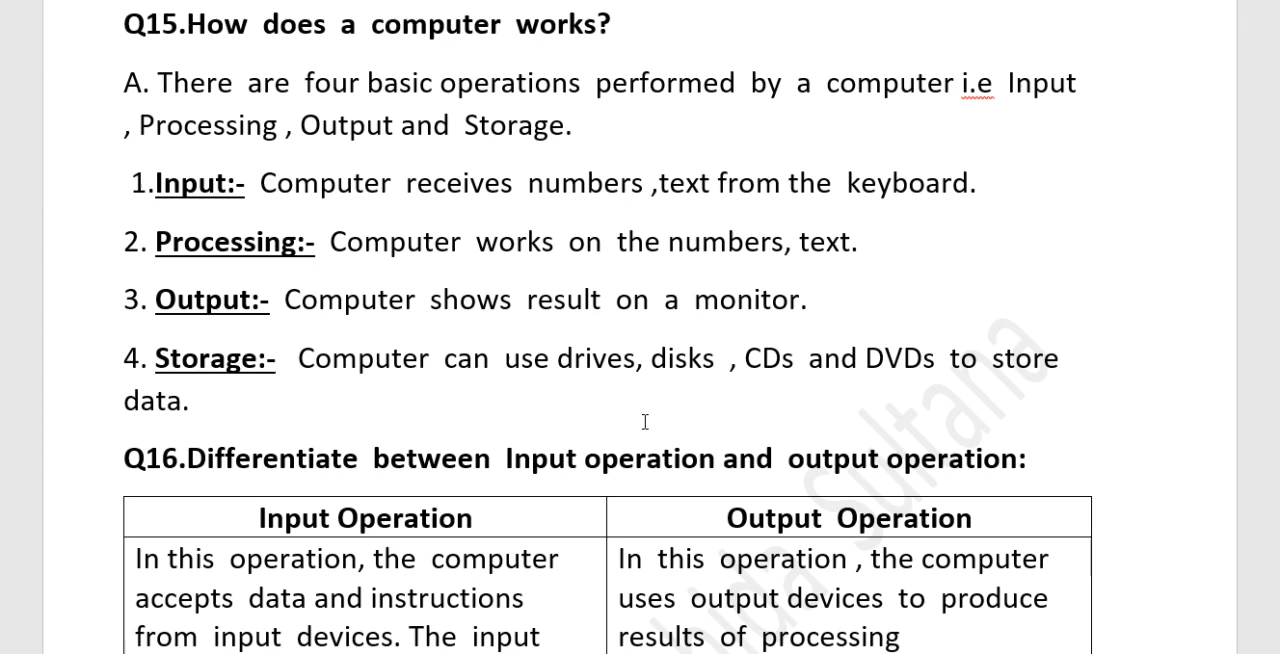 Q15.How does a computer works?
A. There are four basic operations performed by a computer i.e Input
, Processing , Output and Storage.
1.Input:- Computer receives numbers ,text from the keyboard.
2. Processing:- Computer works on the numbers, text.
3. Output:- Computer shows result on a monitor.
4. Storage:- Computer can use drives, disks , CDs and DVDs to store
data.
Q16.Differentiate between Input operation and output operation:
Input Operation
Output Operation
In this operation, the computer
accepts data and instructions
from input devices. The input
In this operation , the computer
uses output devices to produce
results of processing
Sultana